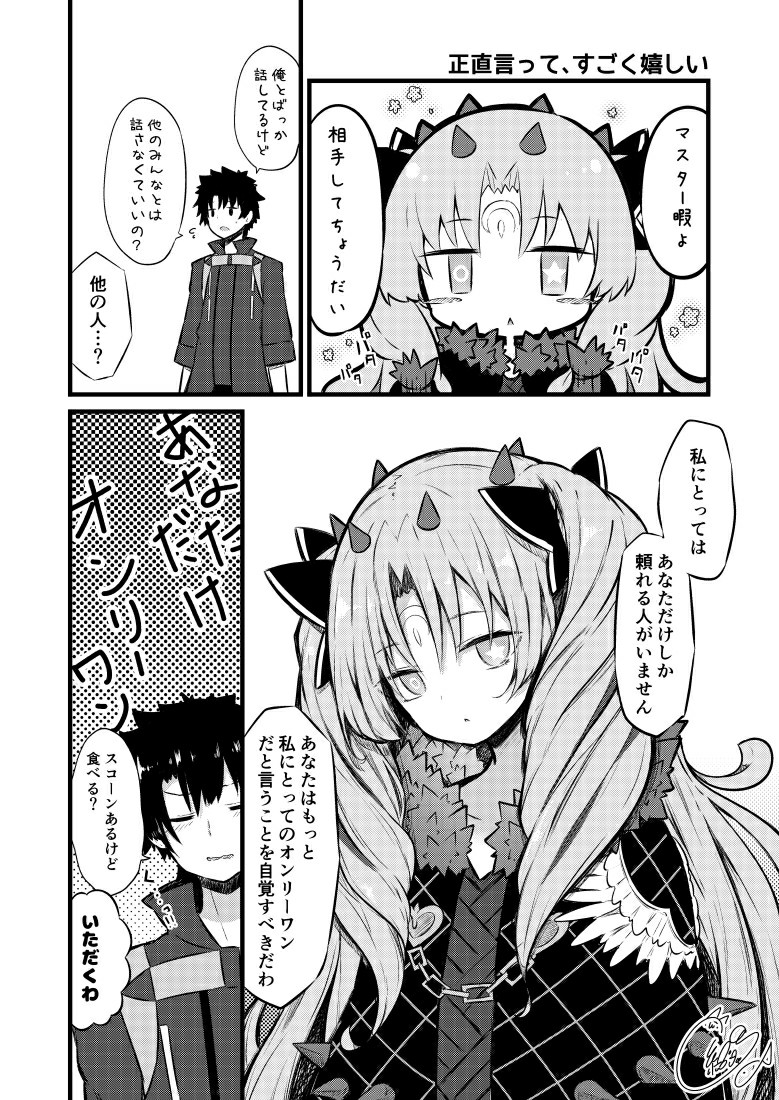 正直言って、すごく嬉しい
マスター暇よ
相手してちょうだい
パタ
パタ
パタ
パタ
俺とばっか
話してるけど
他のみんなとは
話さなくていいの？
他の人…？
私にとっては
あなただけしか
頼れる人がいません
あなたはもっと
私にとってのオンリーワン
だと言うことを自覚すべきだわ
あなただけ
オンリーワン
スコーンあるけど
食べる？
いただくわ